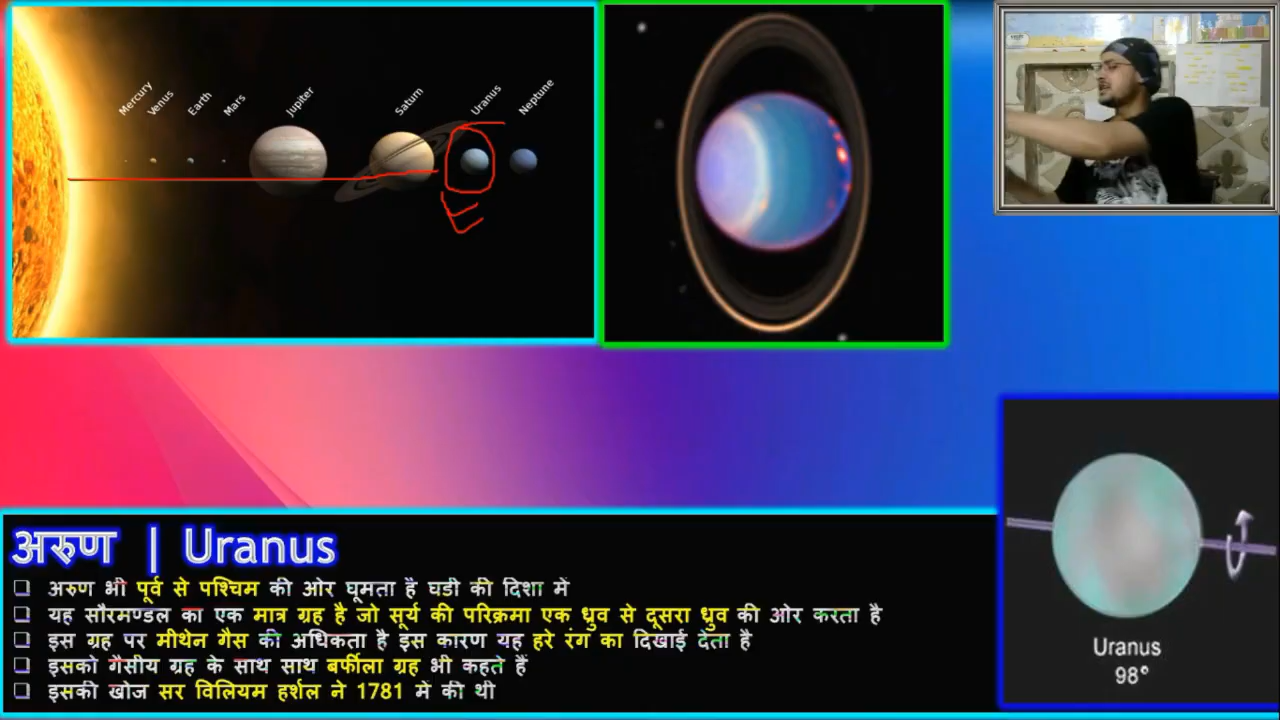 Mercury
Venus
Earth
Mars
Jupiter
Saturn
Uranus
Neptune
अरुण | Uranus
अरुण भी पूर्व से पश्चिम की ओर घूमता है घडी की दिशा में
यह सौरमण्डल का एक मात्र ग्रह है जो सूर्य की परिक्रमा एक ध्रुव से दूसरा ध्रुव की ओर करता है
इस ग्रह पर मीथेन गैस की अधिकता है इस कारण यह हरे रंग का दिखाई देता है
इसको गैसीय ग्रह के साथ साथ बर्फीला ग्रह भी कहते हैं
इसकी खोज सर विलियम हर्शल ने 1781 में की थी
Uranus
98°